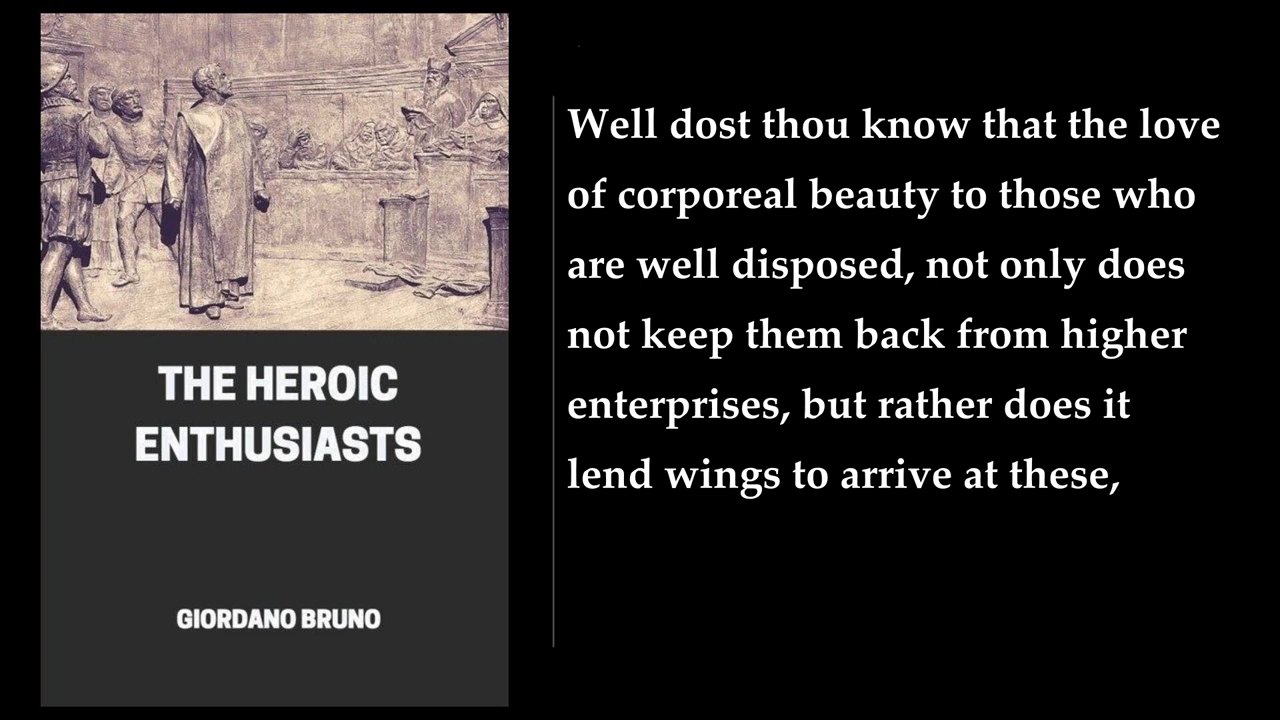 THE HEROIC
ENTHUSIASTS
GIORDANO BRUNO
Well dost thou know that the love
of corporeal beauty to those who
are well disposed, not only does
not keep them back from higher
enterprises, but rather does it
lend wings to arrive at these,